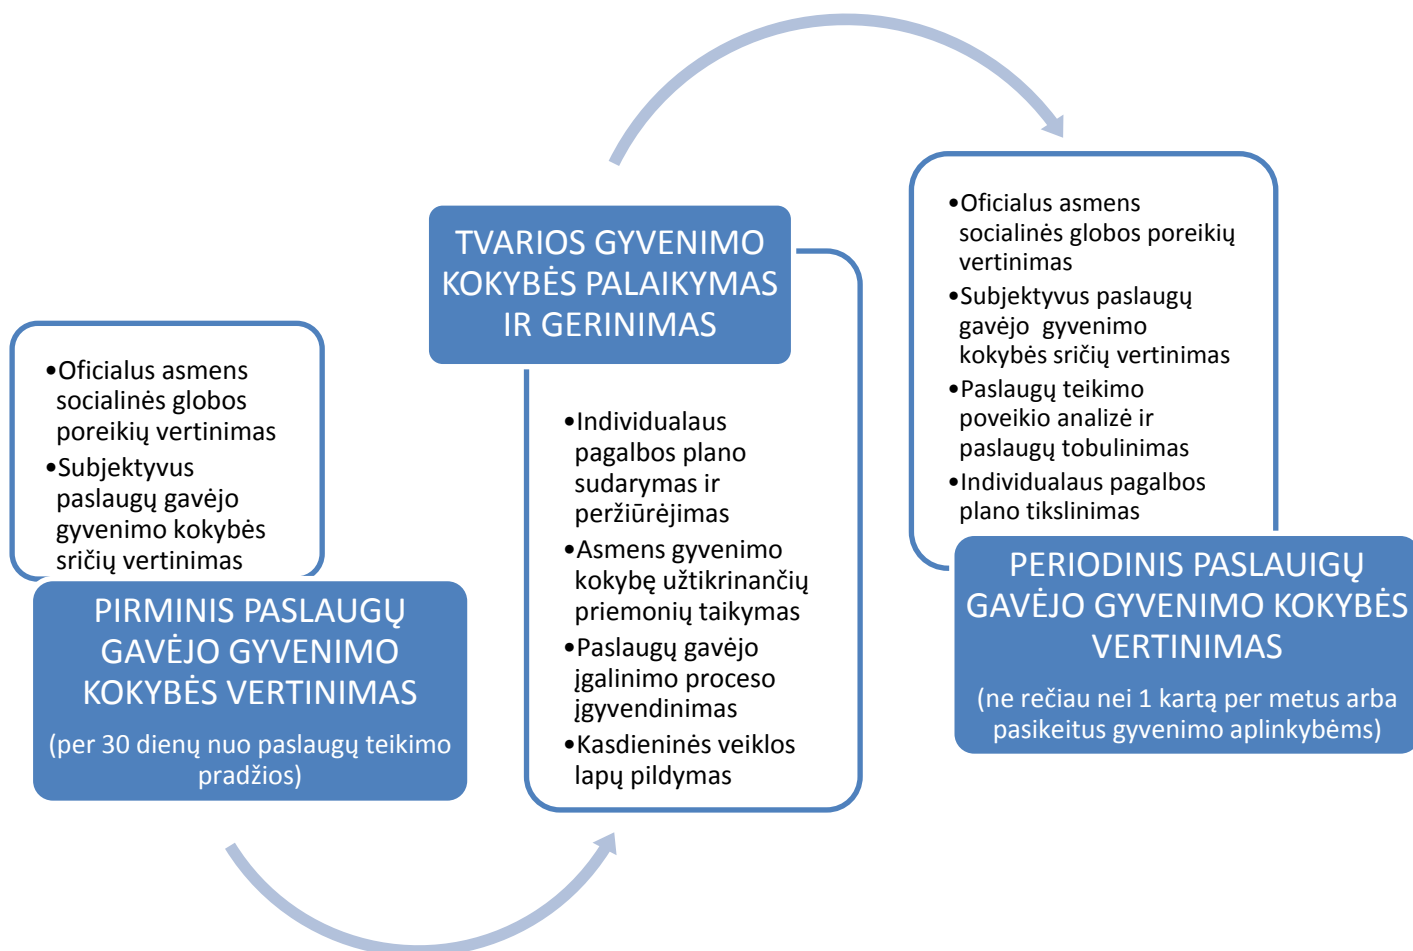 •Oficialus asmens
socialinės globos
poreikių vertinimas
•Subjektyvus
paslaugų gavėjo
gyvenimo kokybės
sričių vertinimas
PIRMINIS PASLAUGŲ
GAVĖJO GYVENIMO
KOKYBĖS VERTINIMAS
(per 30 dienų nuo paslaugų teikimo
pradžios)
TVARIOS GYVENIMO
KOKYBĖS PALAIKYMAS
IR GERINIMAS
•Individualaus
pagalbos plano
sudarymas ir
peržiūrėjimas
•Asmens gyvenimo
kokybę užtikrinančių
priemonių taikymas
•Paslaugų gavėjo
įgalinimo proceso
įgyvendinimas
•Kasdieninės veiklos
lapų pildymas
•Oficialus asmens
socialinės globos poreikių
vertinimas
•Subjektyvus paslaugų
gavėjo gyvenimo
kokybės sričių vertinimas
•Paslaugų teikimo
poveikio analizė ir
paslaugų tobulinimas
•Individualaus pagalbos
plano tikslinimas
PERIODINIS PASLAUIGŲ
GAVĖJO GYVENIMO KOKYBĖS
VERTINIMAS
(ne rečiau nei 1 kartą per metus arba
pasikeitus gyvenimo aplinkybėms)